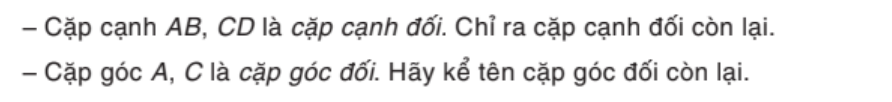 – Cặp cạnh AB, CD là cặp cạnh đối. Chỉ ra cặp cạnh đối còn lại.
– Cặp góc A, C là cặp góc đối. Hãy kể tên cặp góc đối còn lại.